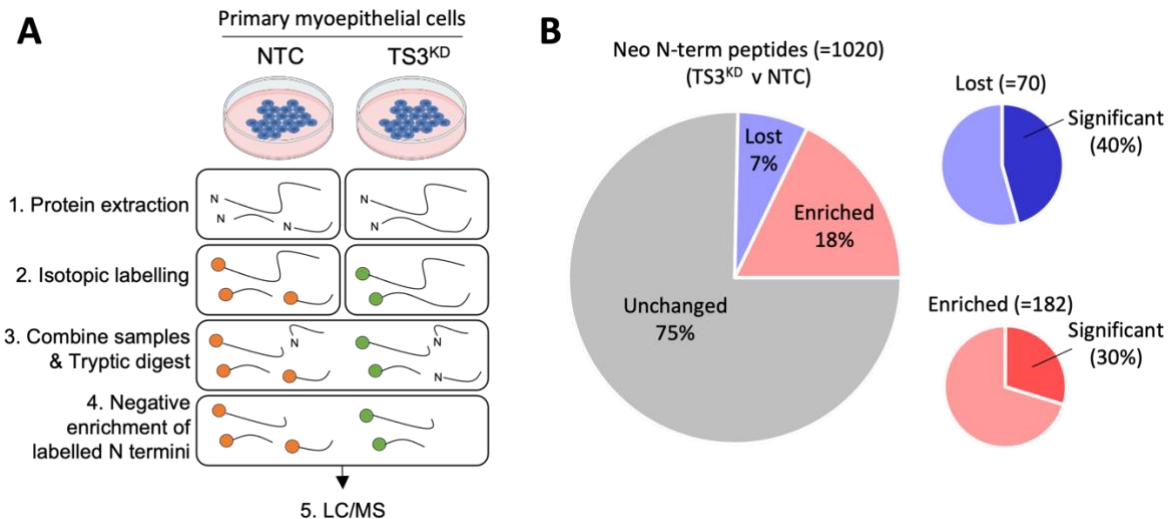 A
Primary myoepithelial cells
NTC
TS3ᴷᴰ
1. Protein extraction
N
N
N
N
N
2. Isotopic labelling
3. Combine samples
& Tryptic digest
N
N
N
4. Negative
enrichment of
labelled N termini
5. LC/MS
B
Neo N-term peptides (=1020)
(TS3ᴷᴰ v NTC)
Lost
7%
Enriched
18%
Unchanged
75%
Lost (=70)
Significant
(40%)
Enriched (=182)
Significant
(30%)